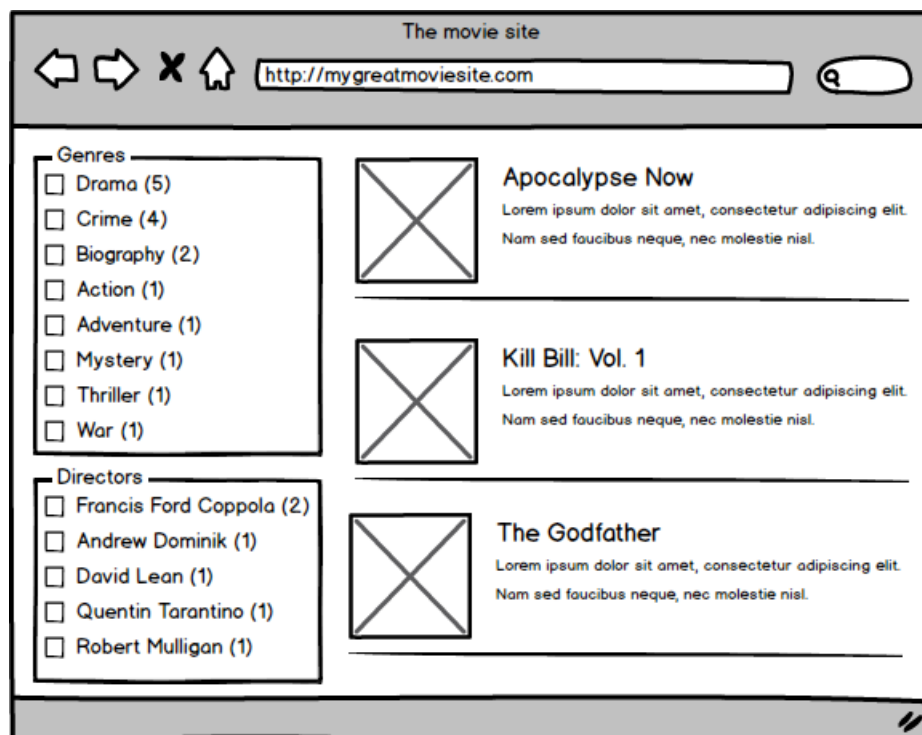 The movie site
http://mygreatmoviesite.com
Genres
Drama (5)
Crime (4)
Biography (2)
Action (1)
Adventure (1)
Mystery (1)
Thriller (1)
War (1)
Directors
Francis Ford Coppola (2)
Andrew Dominik (1)
David Lean (1)
Quentin Tarantino (1)
Robert Mulligan (1)
Apocalypse Now
Lorem ipsum dolor sit amet, consectetur adipiscing elit.
Nam sed faucibus neque, nec molestie nisl.
Kill Bill: Vol. 1
Lorem ipsum dolor sit amet, consectetur adipiscing elit.
Nam sed faucibus neque, nec molestie nisl.
The Godfather
Lorem ipsum dolor sit amet, consectetur adipiscing elit.
Nam sed faucibus neque, nec molestie nisl.